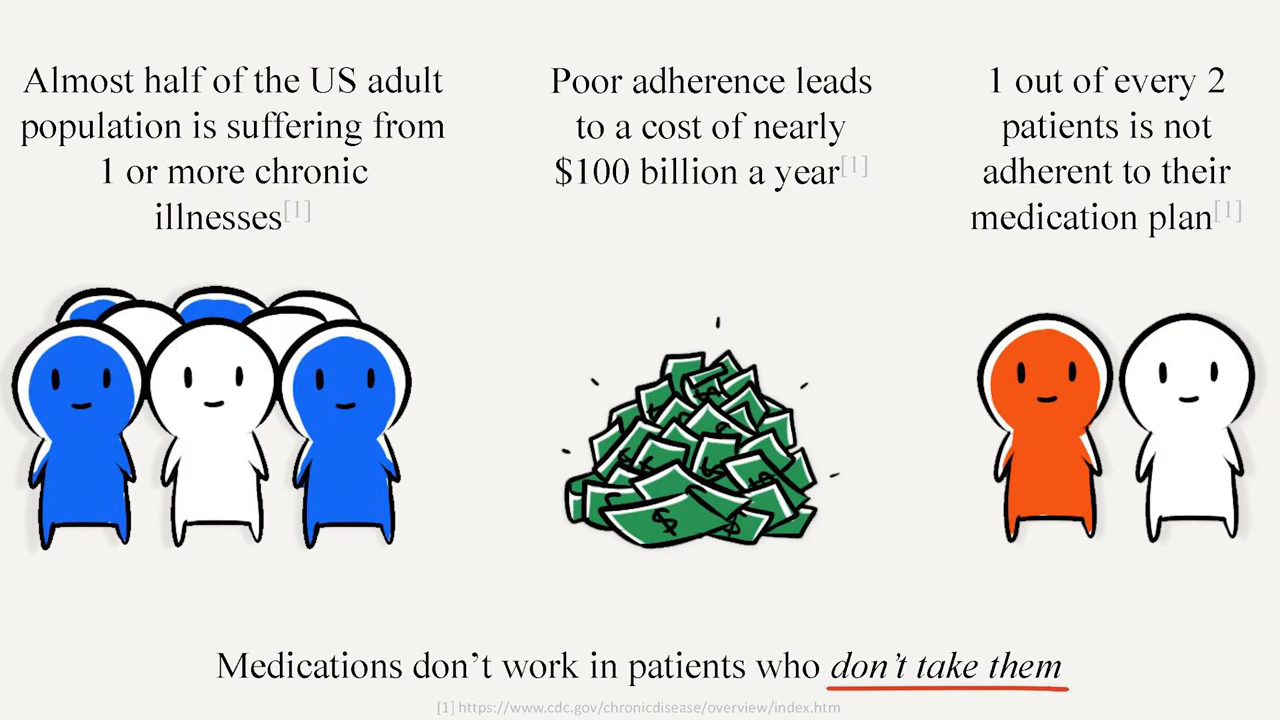 Almost half of the US adult
population is suffering from
1 or more chronic
illnesses[1]
Poor adherence leads
to a cost of nearly
$100 billion a year[1]
1 out of every 2
patients is not
adherent to their
medication plan[1]
Medications don’t work in patients who don’t take them
[1] https://www.cdc.gov/chronicdisease/overview/index.htm